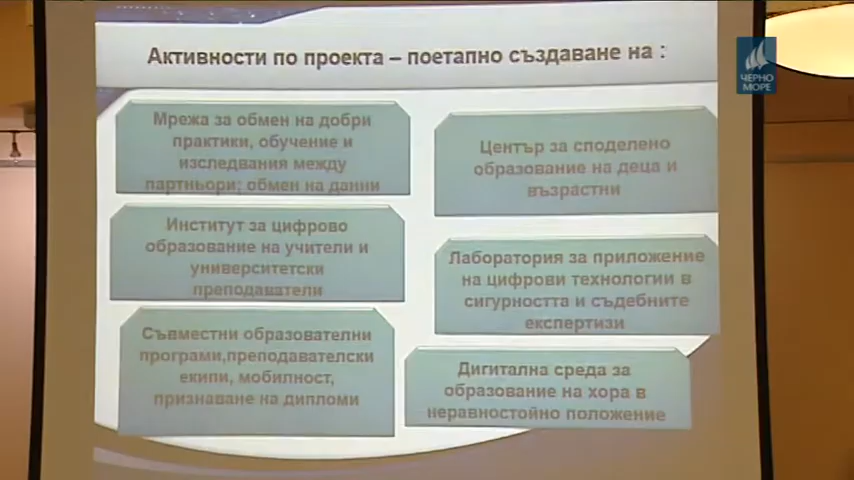 Активности по проекта – поетапно създаване на :
ЧЕРНО
МОРЕ
Мрежа за обмен на добри
практики, обучение и
изследвания между
партньори; обмен на данни
Център за споделено
образование на деца и
възрастни
Институт за цифрово
образование на учители и
университетски
преподаватели
Лаборатория за приложение
на цифрови технологии в
сигурността и съдебните
експертизи
Съвместни образователни
програми,преподавателски
екипи, мобилност,
признаване на дипломи
Дигитална среда за
образование на хора в
неравностойно положение